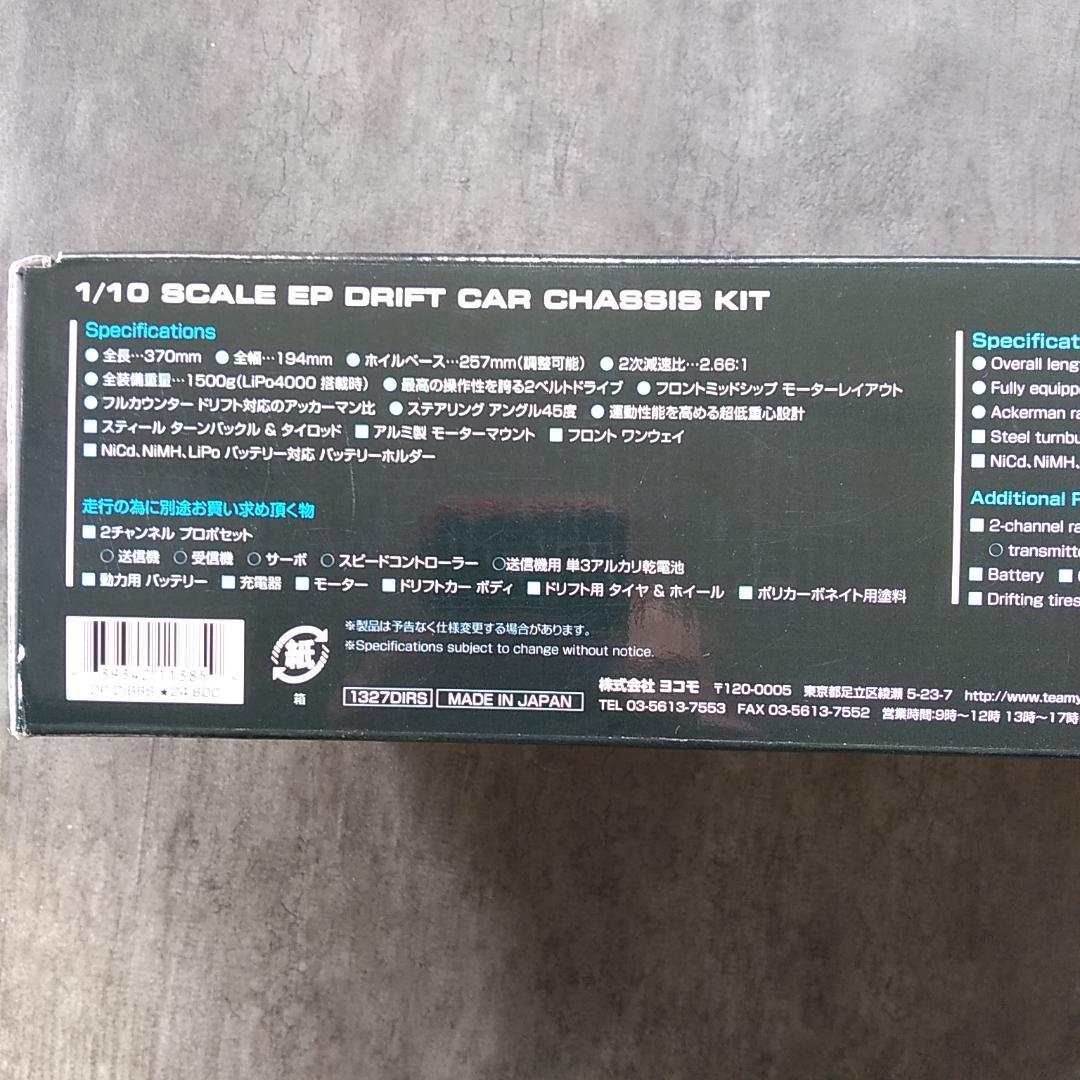 1/10 SCALE EP DRIFT CAR CHASSIS KIT
Specifications
●全長…370mm ●全幅…194mm ●ホイルベース…257mm(調整可能) ●2次減速比…2.66:1
●全装備重量…1500g(LiPo4000 搭載時) ●最高の操作性を誇る2ベルトドライブ ●フロントミッドシップ モーターレイアウト
●フルカウンター ドリフト対応のアッカーマン比 ●ステアリング アングル45度 ●運動性能を高める超低重心設計
■スティール ターンバックル & タイロッド ■アルミ製 モーターマウント ■フロント ワンウェイ
■NiCd、NiMH、LiPo バッテリー対応 バッテリーホルダー
走行の為に別途お買い求め頂く物
■2チャンネル プロポセット
○送信機 ○受信機 ○サーボ ○スピードコントローラー ○送信機用 単3アルカリ乾電池
■動力用 バッテリー ■充電器 ■モーター ■ドリフトカー ボディ ■ドリフト用 タイヤ & ホイール ■ポリカーボネイト用塗料
Specificat
●Overall leng
●Fully equipp
●Ackerman ra
■Steel turnbu
■NiCd、NiMH、
Additional
■2-channel ra
○transmitte
■Battery ■
■Drifting tires
★24,800
紙
箱
※製品は予告なく仕様変更する場合があります。
※Specifications subject to change without notice.
1327DIRS MADE IN JAPAN
株式会社 ヨコモ 〒120-0005 東京都足立区綾瀬 5-23-7 http://www.teamy
TEL 03-5613-7553 FAX 03-5613-7552 営業時間:9時〜12時 13時〜17時